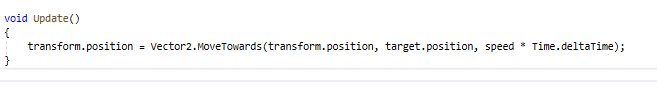 void Update()
{
transform.position = Vector2.MoveTowards(transform.position, target.position, speed * Time.deltaTime);
}